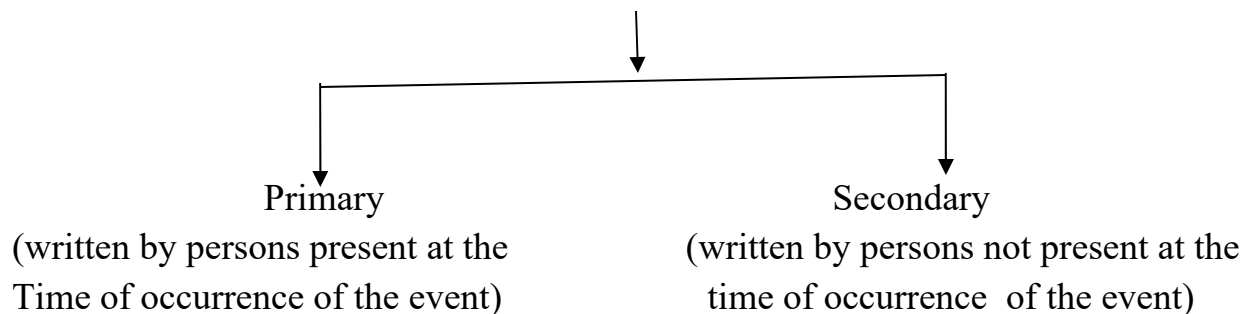 Primary Secondary
(written by persons present at the (written by persons not present at the
Time of occurrence of the event) time of occurrence of the event)